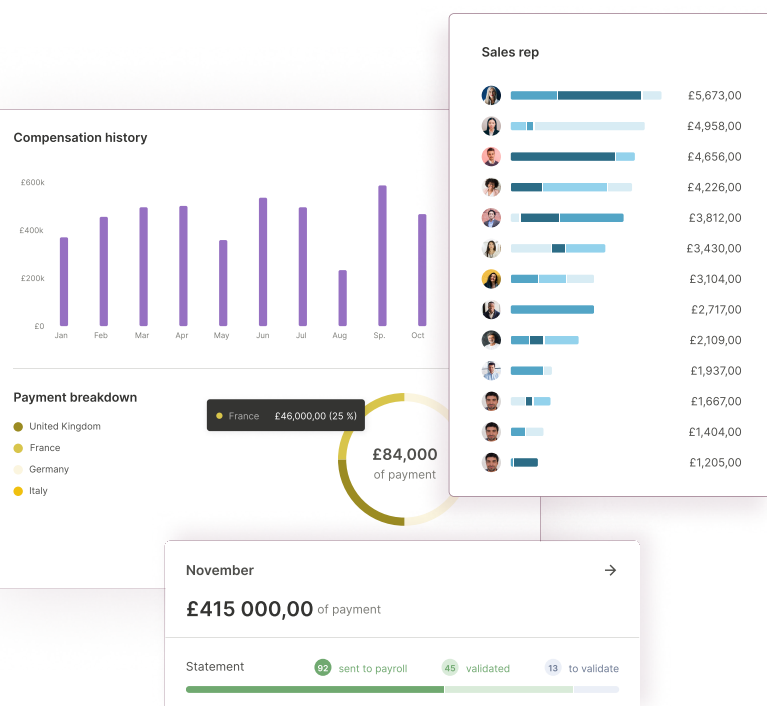 Sales rep
£5,673,00
£4,958,00
£4,656,00
£4,226,00
£3,812,00
£3,430,00
£3,104,00
£2,717,00
£2,109,00
£1,937,00
£1,667,00
£1,404,00
£1,205,00
Compensation history
£600k
£400k
£200k
£0
Jan Feb Mar Apr May Jun Jul Aug Sp. Oct
Payment breakdown
United Kingdom
France
Germany
Italy
France £46,000,00 (25 %)
£84,000
of payment
November
£415 000,00 of payment
Statement 92 sent to payroll 45 validated 13 to validate